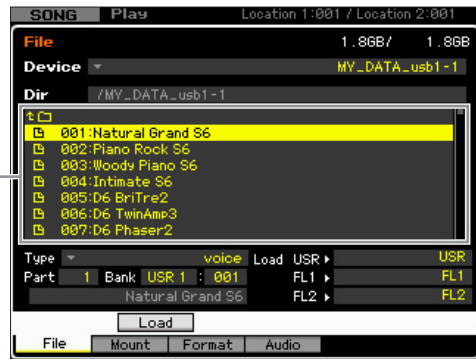 SONG Play Location 1:001 / Location 2:001
File 1.8GB/ 1.8GB
Device MY_DATA_usb1-1
Dir /MY_DATA_usb1-1
001:Natural Grand S6
002:Piano Rock S6
003:Woody Piano S6
004:Intimate S6
005:D6 BriTre2
006:D6 TwinAmp3
007:D6 Phaser2
Type voice Load USR USR
Part 1 Bank USR 1 : 001 FL1 FL1
Natural Grand S6 FL2 FL2
Load
File Mount Format Audio